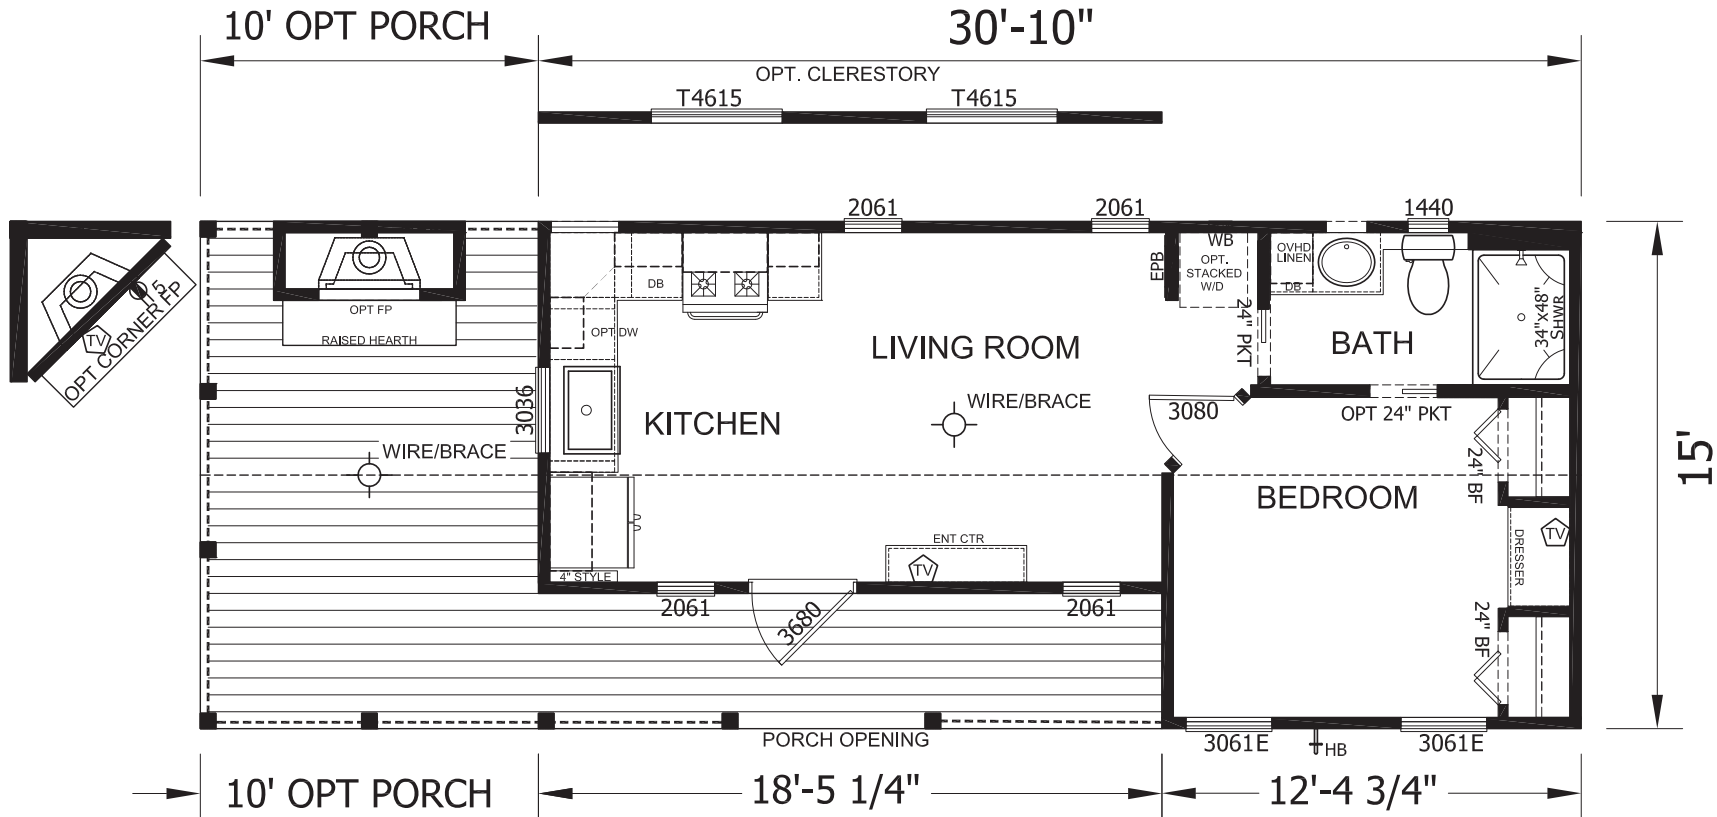 10' OPT PORCH
30'-10"
OPT. CLERESTORY
T4615
T4615
2061
2061
1440
WB
OPT.
STACKED
W/D
EPB
OVHD
LINEN
DB
DB
OPT FP
RAISED HEARTH
TV
OPT CORNER FP
OPT DW
24" PKT
LIVING ROOM
BATH
34"x48"
SHWR
3036
KITCHEN
WIRE/BRACE
3080
OPT 24" PKT
WIRE/BRACE
24" BF
BEDROOM
15'
TV
DRESSER
ENT CTR
TV
4" STYLE
2061
3680
2061
24" BF
PORCH OPENING
3061E
HB
3061E
10' OPT PORCH
18'-5 1/4"
12'-4 3/4"